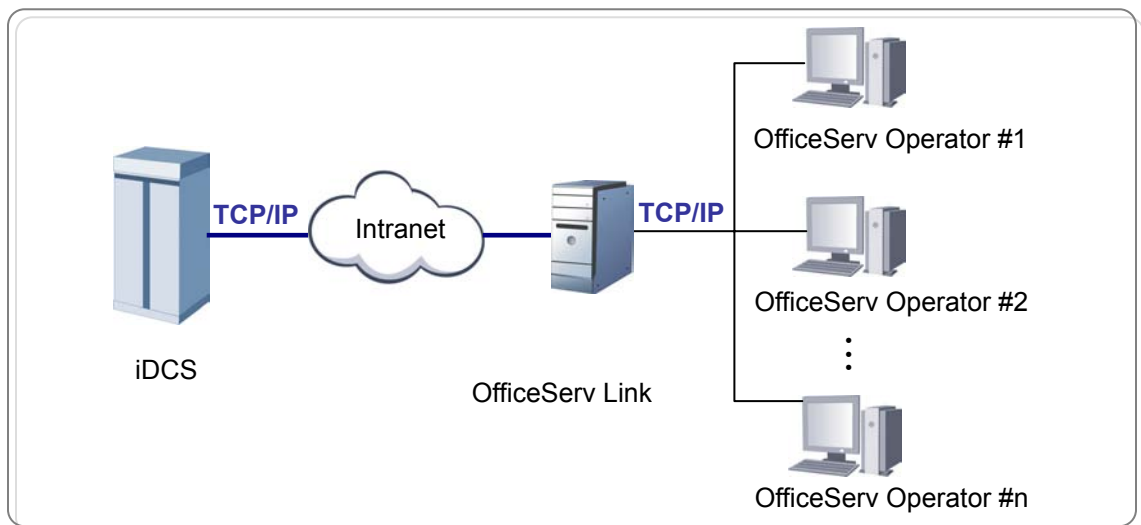 OfficeServ Operator #1
TCP/IP
Intranet
TCP/IP
OfficeServ Operator #2
iDCS
OfficeServ Link
OfficeServ Operator #n